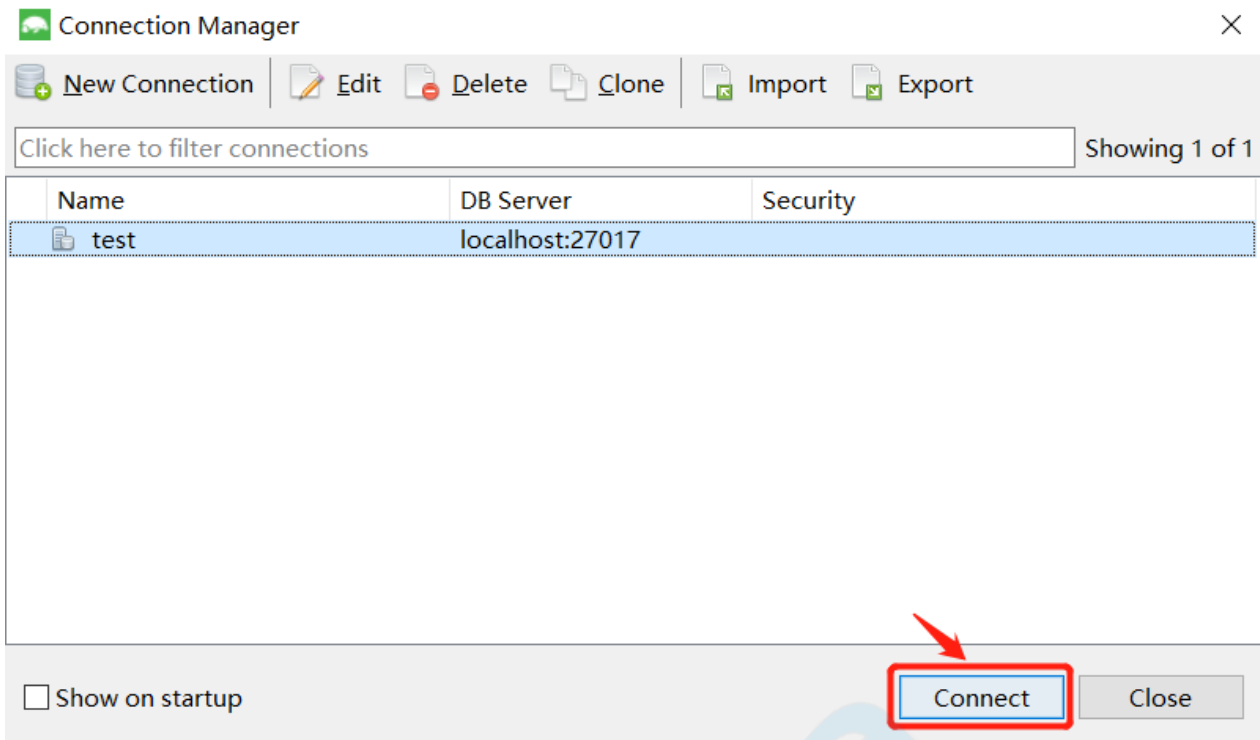 Connection Manager
New Connection Edit Delete Clone Import Export
Click here to filter connections Showing 1 of 1
Name DB Server Security
test localhost:27017
Show on startup Connect Close